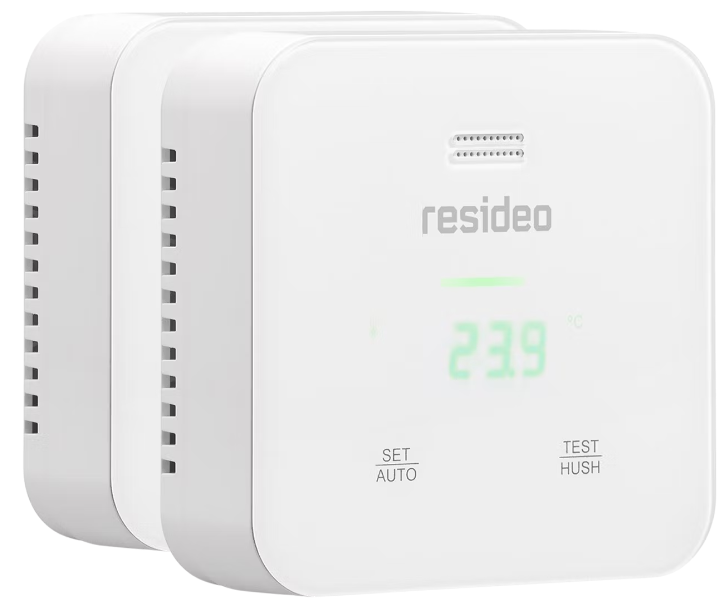 resideo
23.9 °C
SET
AUTO
TEST
HUSH